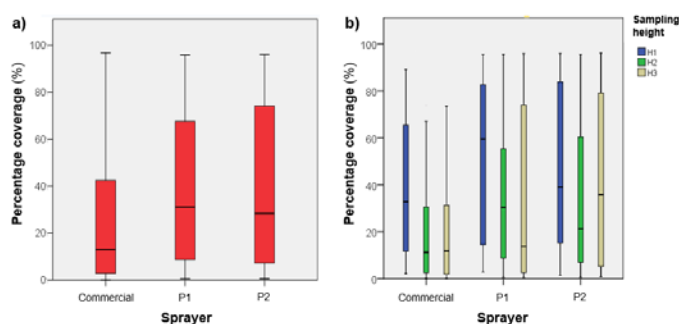 a)
Percentage coverage (%)
100
80
60
40
20
0
Commercial P1 P2
Sprayer
b)
Percentage coverage (%)
100
80
60
40
20
0
Commercial P1 P2
Sprayer
Sampling
height
H1
H2
H3